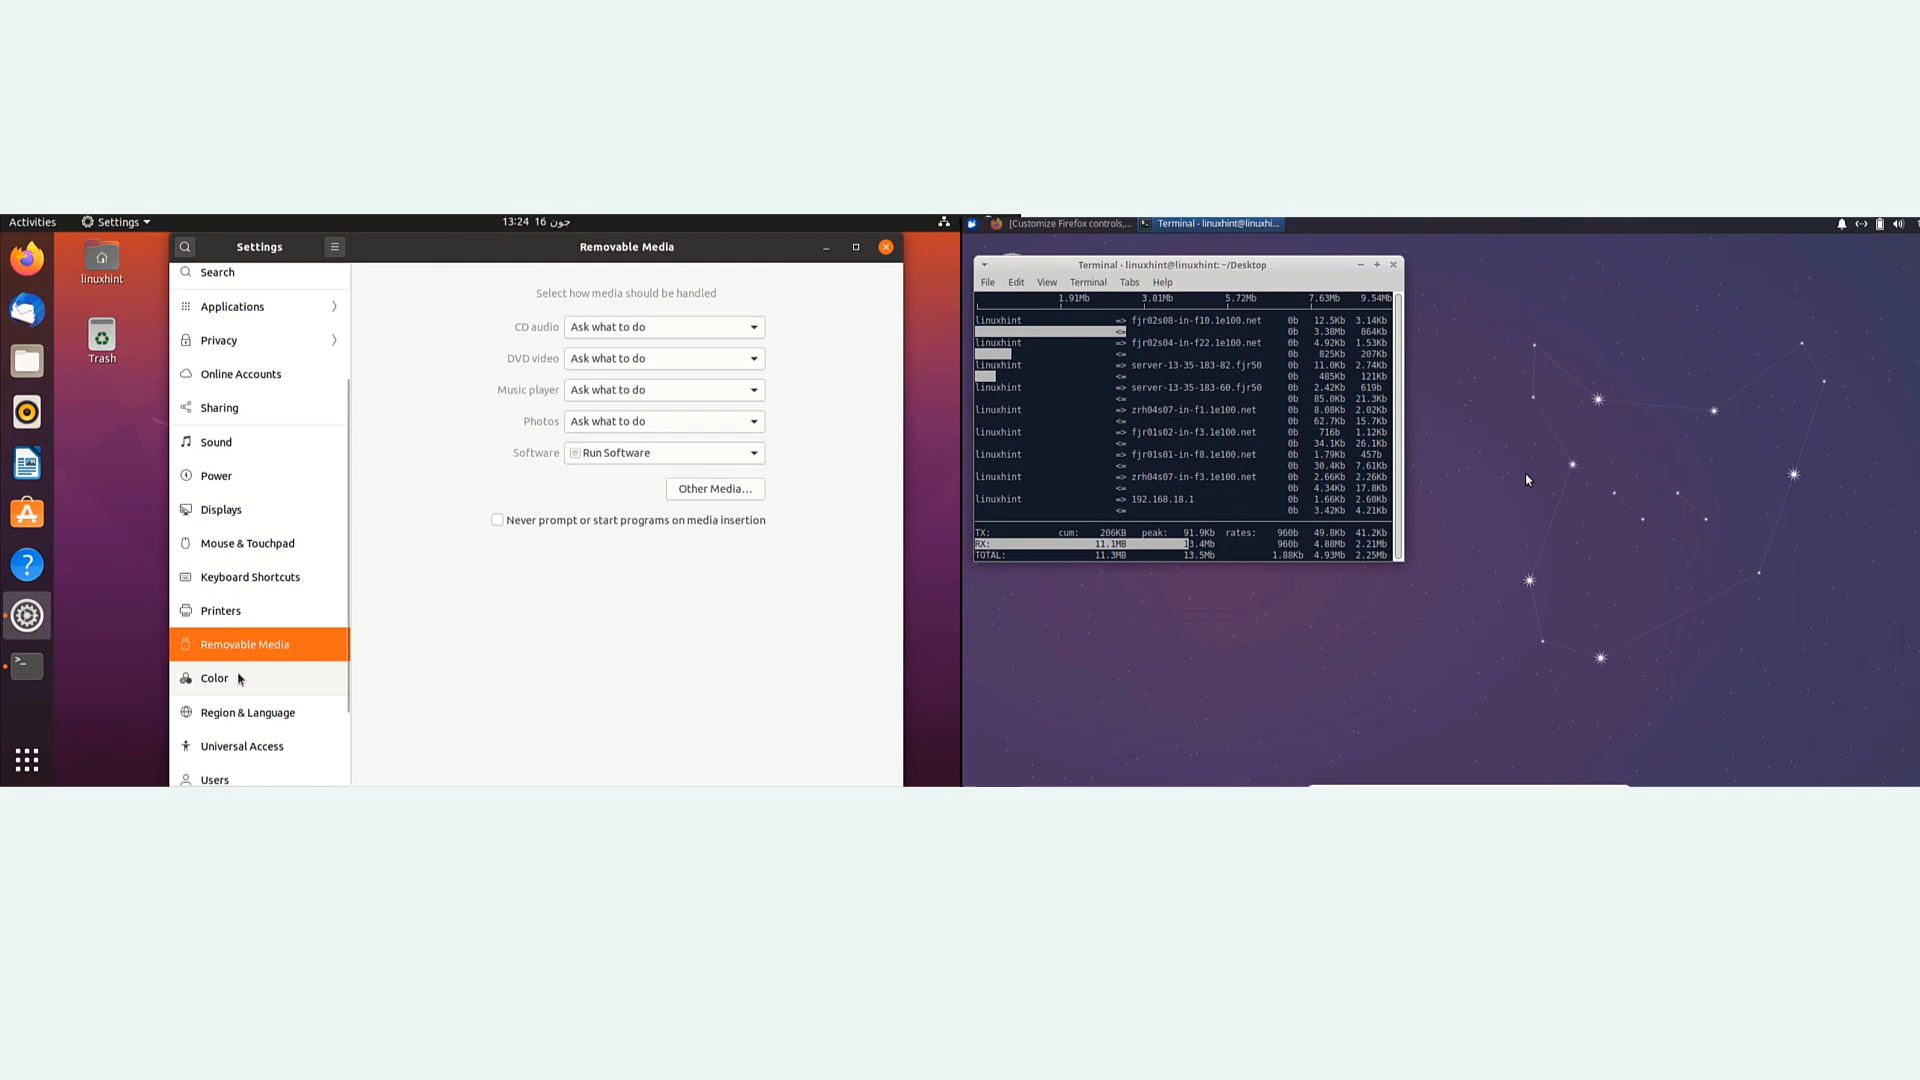 Activities
Settings
13:24 16 جون
linuxhint
Trash
Settings
Removable Media
Search
Applications
Privacy
Online Accounts
Sharing
Sound
Power
Displays
Mouse & Touchpad
Keyboard Shortcuts
Printers
Removable Media
Color
Region & Language
Universal Access
Users
Select how media should be handled
CD audio Ask what to do
DVD video Ask what to do
Music player Ask what to do
Photos Ask what to do
Software Run Software
Other Media…
Never prompt or start programs on media insertion
[Customize Firefox controls,... Terminal - linuxhint@linuxhi...
Terminal - linuxhint@linuxhint: ~/Desktop
File Edit View Terminal Tabs Help
1.91Mb 3.81Mb 5.72Mb 7.63Mb 9.54Mb
linuxhint => fjr02s08-in-f10.1e100.net 0b 12.5Kb 3.14Kb
<= 0b 3.38Mb 864Kb
linuxhint => fjr02s04-in-f22.1e100.net 0b 4.92Kb 1.53Kb
<= 0b 825Kb 207Kb
linuxhint => server-13-35-183-82.fjr50 0b 11.0Kb 2.74Kb
<= 0b 485Kb 121Kb
linuxhint => server-13-35-183-60.fjr50 0b 2.42Kb 619b
<= 0b 85.0Kb 21.3Kb
linuxhint => zrh04s07-in-f1.1e100.net 0b 8.08Kb 2.02Kb
<= 0b 62.7Kb 15.7Kb
linuxhint => fjr01s02-in-f3.1e100.net 0b 716b 1.12Kb
<= 0b 34.1Kb 26.1Kb
linuxhint => fjr01s01-in-f8.1e100.net 0b 1.79Kb 457b
<= 0b 30.4Kb 7.61Kb
linuxhint => zrh04s07-in-f3.1e100.net 0b 2.66Kb 2.26Kb
<= 0b 4.34Kb 17.8Kb
linuxhint => 192.168.18.1 0b 1.66Kb 2.60Kb
<= 0b 3.42Kb 4.21Kb
TX: cum: 206KB peak: 91.9Kb rates: 960b 49.8Kb 41.2Kb
RX: 11.1MB 13.4Mb 960b 4.88Mb 2.21Mb
TOTAL: 11.3MB 13.5Mb 1.88Kb 4.93Mb 2.25Mb